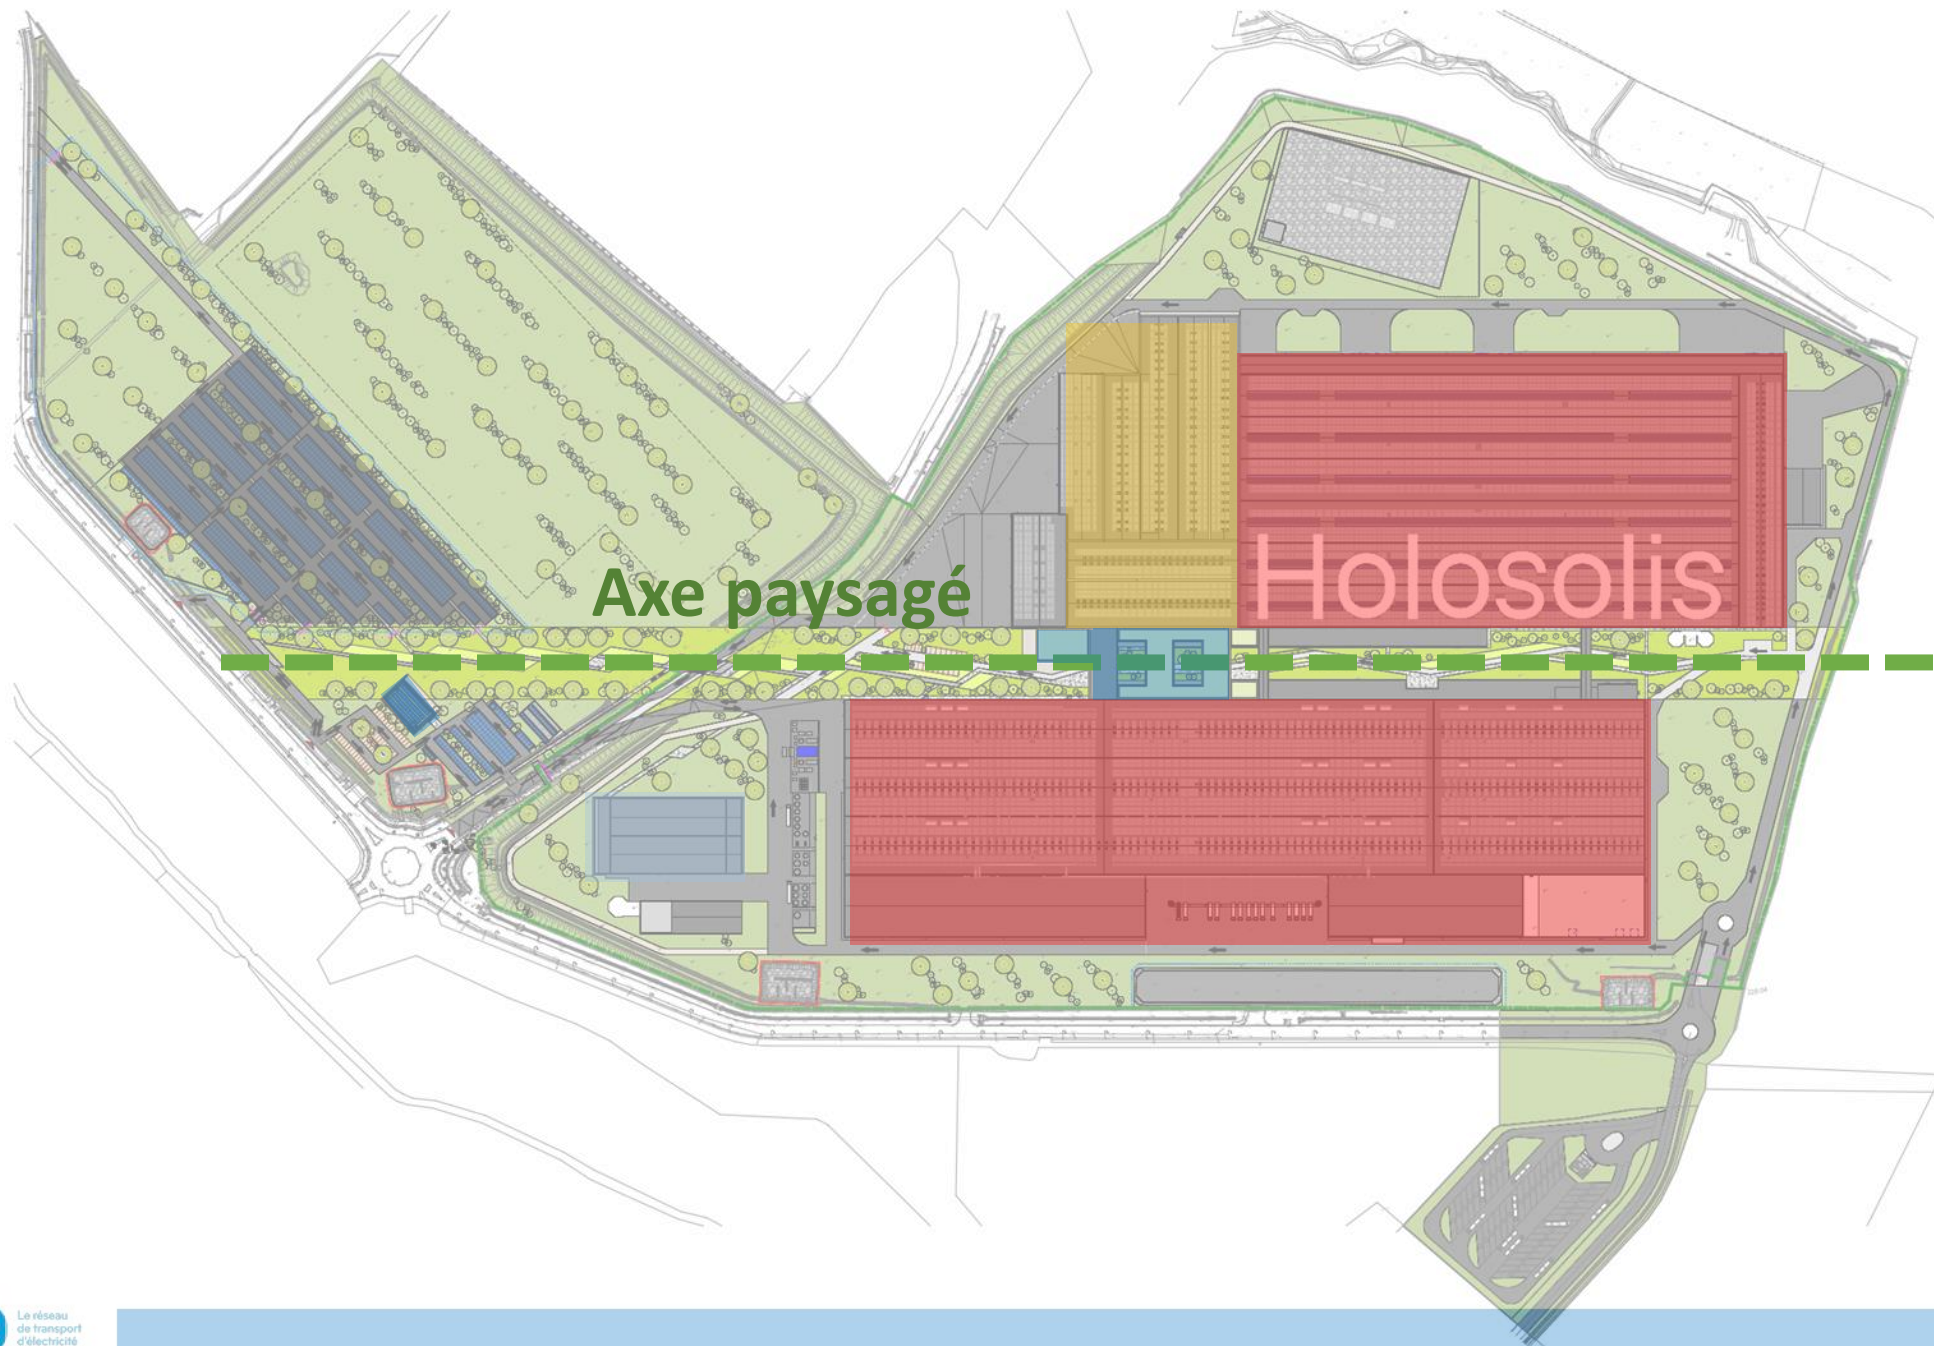 Axe paysagé
Holosolis
Le réseau
de transport
d'électricité